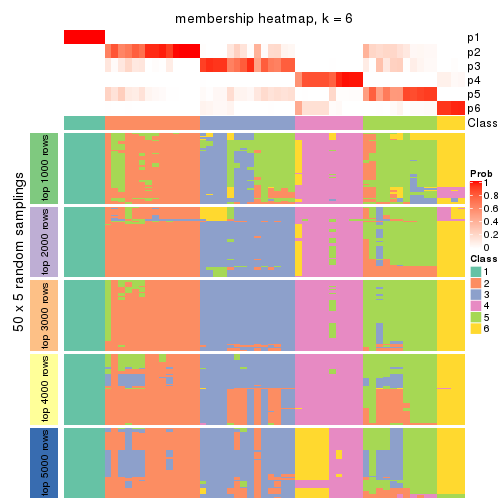 membership heatmap, k = 6
p1
p2
p3
p4
p5
p6
Class
50 x 5 random samplings
top 1000 rows
top 2000 rows
top 3000 rows
top 4000 rows
top 5000 rows
Prob
1
0.8
0.6
0.4
0.2
0
Class
1
2
3
4
5
6